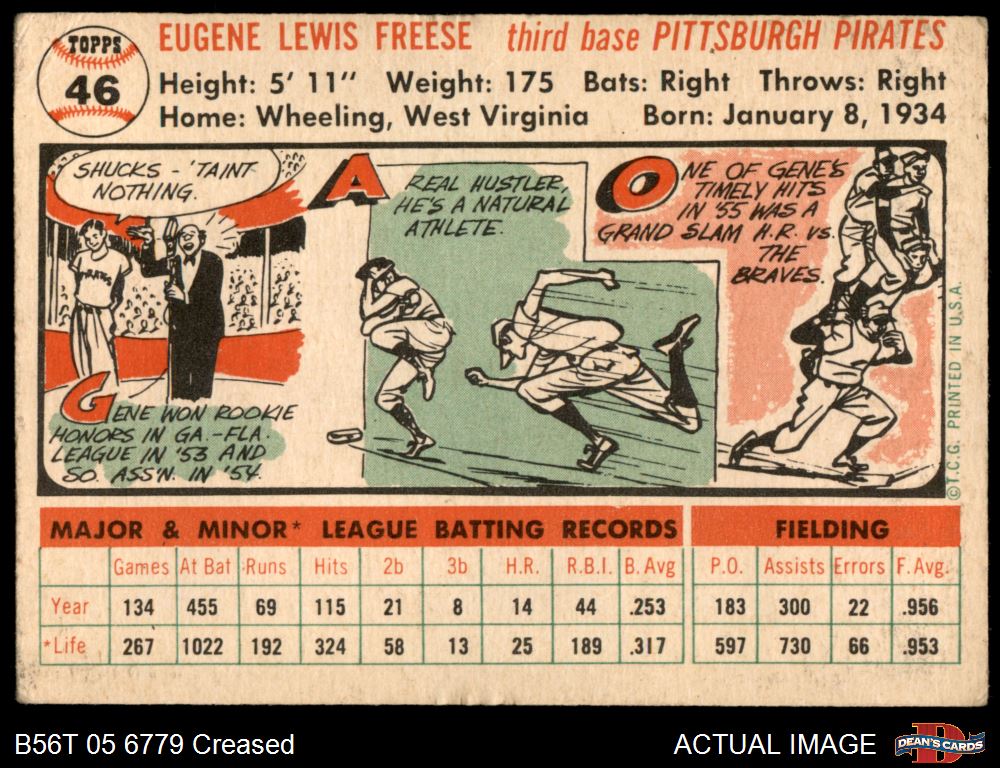 TOPPS
46
EUGENE LEWIS FREESE third base PITTSBURGH PIRATES
Height: 5' 11" Weight: 175 Bats: Right Throws: Right
Home: Wheeling, West Virginia Born: January 8, 1934
SHUCKS - 'TAINT
NOTHING.
PIRATES
GENE WON ROOKIE
HONORS IN GA.-FLA.
LEAGUE IN '53 AND
SO. ASS'N. IN '54.
A REAL HUSTLER,
HE'S A NATURAL
ATHLETE.
ONE OF GENE'S
TIMELY HITS
IN '55 WAS A
GRAND SLAM H.R. VS.
THE
BRAVES.
©T.C.G. PRINTED IN U.S.A.
MAJOR & MINOR* LEAGUE BATTING RECORDS FIELDING
Games At Bat Runs Hits 2b 3b H.R. R.B.I. B. Avg P.O. Assists Errors F. Avg.
Year 134 455 69 115 21 8 14 44 .253 183 300 22 .956
*Life 267 1022 192 324 58 13 25 189 .317 597 730 66 .953
B56T 05 6779 Creased ACTUAL IMAGE DEAN'S CARDS